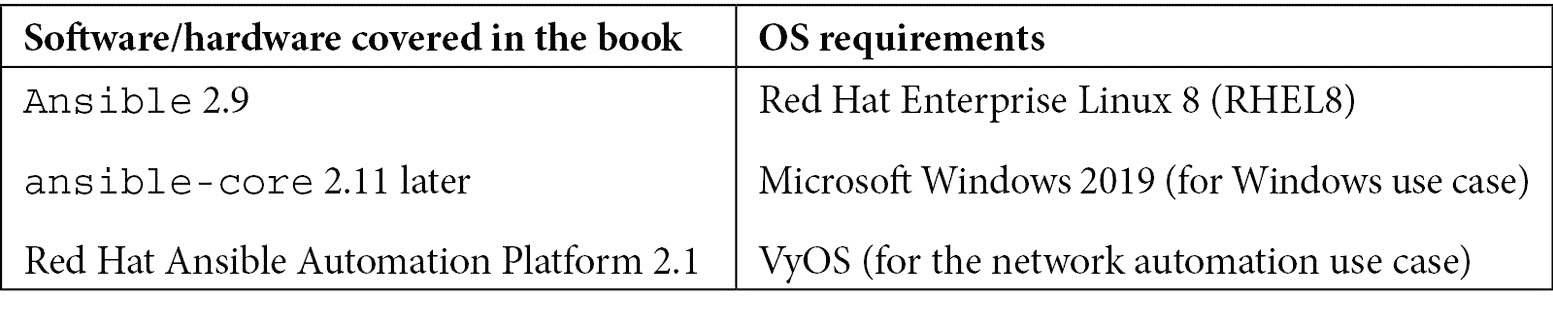 Software/hardware covered in the book OS requirements
Ansible 2.9 Red Hat Enterprise Linux 8 (RHEL8)
ansible-core 2.11 later Microsoft Windows 2019 (for Windows use case)
Red Hat Ansible Automation Platform 2.1 VyOS (for the network automation use case)